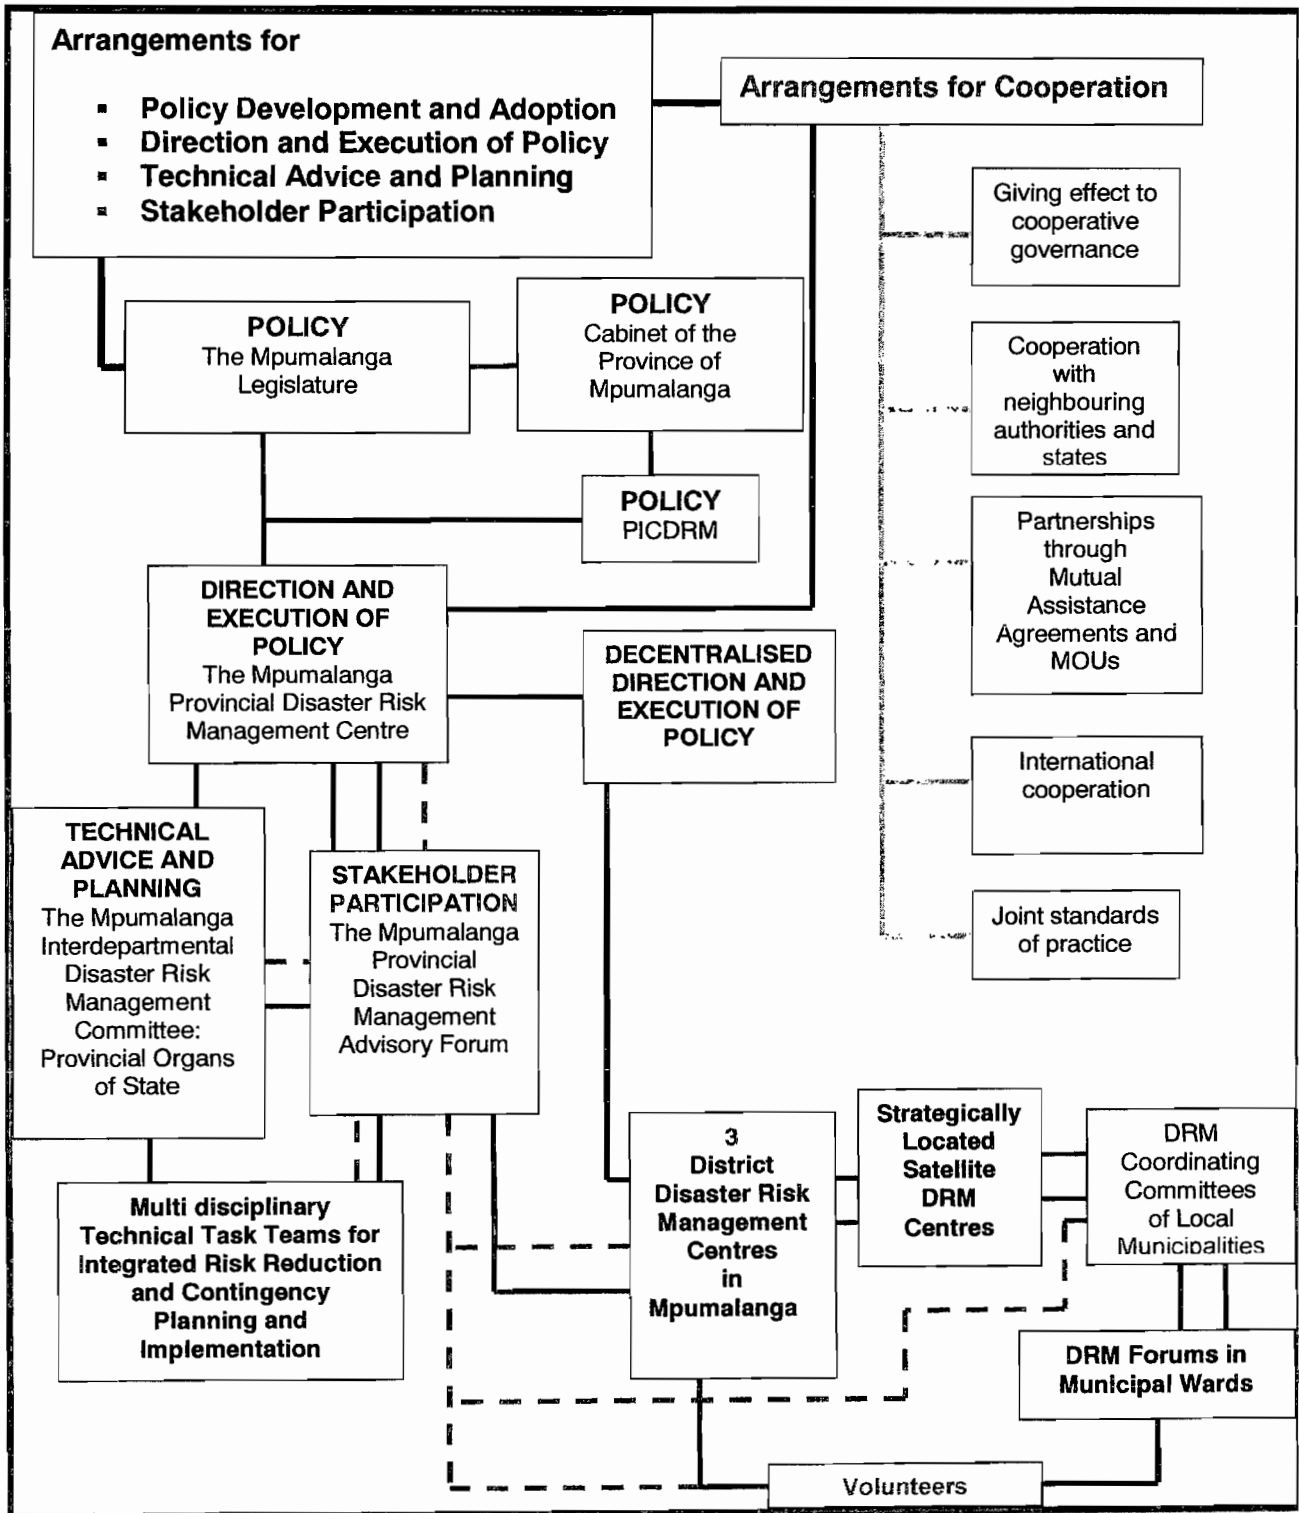 Arrangements for
▪ Policy Development and Adoption
▪ Direction and Execution of Policy
▪ Technical Advice and Planning
▪ Stakeholder Participation
Arrangements for Cooperation
Giving effect to
cooperative
governance
Cooperation
with
neighbouring
authorities and
states
Partnerships
through
Mutual
Assistance
Agreements and
MOUs
International
cooperation
Joint standards
of practice
POLICY
The Mpumalanga
Legislature
POLICY
Cabinet of the
Province of
Mpumalanga
POLICY
PICDRM
DIRECTION AND
EXECUTION OF
POLICY
The Mpumalanga
Provincial Disaster Risk
Management Centre
DECENTRALISED
DIRECTION AND
EXECUTION OF
POLICY
TECHNICAL
ADVICE AND
PLANNING
The Mpumalanga
Interdepartmental
Disaster Risk
Management
Committee:
Provincial Organs
of State
STAKEHOLDER
PARTICIPATION
The Mpumalanga
Provincial
Disaster Risk
Management
Advisory Forum
Multi disciplinary
Technical Task Teams for
Integrated Risk Reduction
and Contingency
Planning and
Implementation
3
District
Disaster Risk
Management
Centres
in
Mpumalanga
Strategically
Located
Satellite
DRM
Centres
DRM
Coordinating
Committees
of Local
Municipalities
DRM Forums in
Municipal Wards
Volunteers